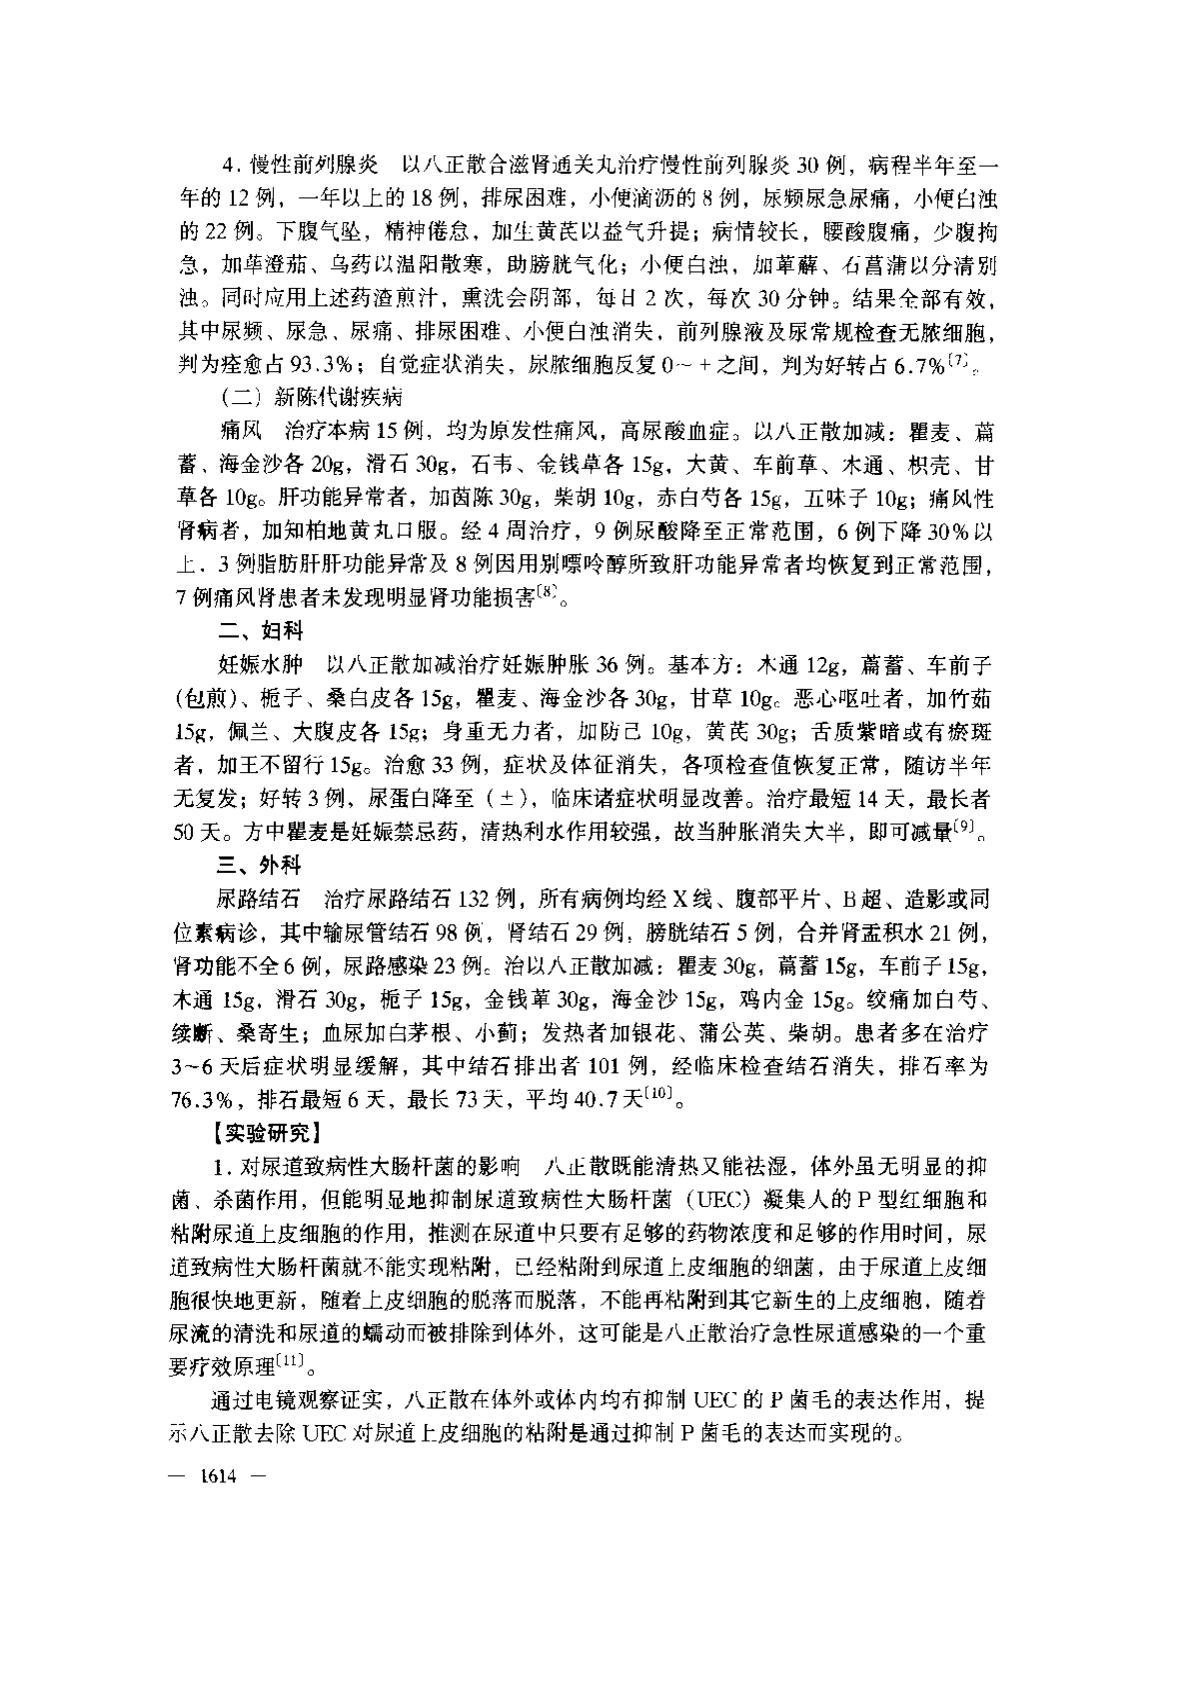 4. 慢性前列腺炎　以八正散合滋肾通关丸治疗慢性前列腺炎 30 例，病程半年至一
年的 12 例，一年以上的 18 例，排尿困难，小便滴沥的 8 例，尿频尿急尿痛，小便白浊
的 22 例。下腹气坠，精神倦怠，加生黄芪以益气升提；病情较长，腰酸腹痛，少腹拘
急，加荜澄茄、乌药以温阳散寒，助膀胱气化；小便白浊，加萆薢、石菖蒲以分清别
浊。同时应用上述药渣煎汁，熏洗会阴部，每日 2 次，每次 30 分钟。结果全部有效，
其中尿频、尿急、尿痛、排尿困难、小便白浊消失，前列腺液及尿常规检查无脓细胞，
判为痊愈占 93.3%；自觉症状消失，尿脓细胞反复 0～＋之间，判为好转占 6.7%〔7〕。
(二) 新陈代谢疾病
痛风　治疗本病 15 例，均为原发性痛风，高尿酸血症。以八正散加减：瞿麦、萹
蓄、海金沙各 20g，滑石 30g，石韦、金钱草各 15g，大黄、车前草、木通、枳壳、甘
草各 10g。肝功能异常者，加茵陈 30g，柴胡 10g，赤白芍各 15g，五味子 10g；痛风性
肾病者，加知柏地黄丸口服。经 4 周治疗，9 例尿酸降至正常范围，6 例下降 30%以
上，3 例脂肪肝肝功能异常及 8 例因用别嘌呤醇所致肝功能异常者均恢复到正常范围，
7 例痛风肾患者未发现明显肾功能损害〔8〕。
二、妇科
妊娠水肿　以八正散加减治疗妊娠肿胀 36 例。基本方：木通 12g，萹蓄、车前子
(包煎)、栀子、桑白皮各 15g，瞿麦、海金沙各 30g，甘草 10g。恶心呕吐者，加竹茹
15g，佩兰、大腹皮各 15g；身重无力者，加防己 10g，黄芪 30g；舌质紫暗或有瘀斑
者，加王不留行 15g。治愈 33 例，症状及体征消失，各项检查值恢复正常，随访半年
无复发；好转 3 例，尿蛋白降至（±），临床诸症状明显改善。治疗最短 14 天，最长者
50 天。方中瞿麦是妊娠禁忌药，清热利水作用较强，故当肿胀消失大半，即可减量〔9〕。
三、外科
尿路结石　治疗尿路结石 132 例，所有病例均经 X 线、腹部平片、B 超、造影或同
位素病诊，其中输尿管结石 98 例，肾结石 29 例，膀胱结石 5 例，合并肾盂积水 21 例，
肾功能不全 6 例，尿路感染 23 例。治以八正散加减：瞿麦 30g，萹蓄 15g，车前子 15g，
木通 15g，滑石 30g，栀子 15g，金钱草 30g，海金沙 15g，鸡内金 15g。绞痛加白芍、
续断、桑寄生；血尿加白茅根、小蓟；发热者加银花、蒲公英、柴胡。患者多在治疗
3~6 天后症状明显缓解，其中结石排出者 101 例，经临床检查结石消失，排石率为
76.3%，排石最短 6 天，最长 73 天，平均 40.7 天〔10〕。
【实验研究】
1. 对尿道致病性大肠杆菌的影响　八正散既能清热又能祛湿，体外虽无明显的抑
菌、杀菌作用，但能明显地抑制尿道致病性大肠杆菌（UEC）凝集人的 P 型红细胞和
粘附尿道上皮细胞的作用，推测在尿道中只要有足够的药物浓度和足够的作用时间，尿
道致病性大肠杆菌就不能实现粘附，已经粘附到尿道上皮细胞的细菌，由于尿道上皮细
胞很快地更新，随着上皮细胞的脱落而脱落，不能再粘附到其它新生的上皮细胞，随着
尿流的清洗和尿道的蠕动而被排除到体外，这可能是八正散治疗急性尿道感染的一个重
要疗效原理〔11〕。
通过电镜观察证实，八正散在体外或体内均有抑制 UEC 的 P 菌毛的表达作用，提
示八正散去除 UEC 对尿道上皮细胞的粘附是通过抑制 P 菌毛的表达而实现的。
— 1614 —